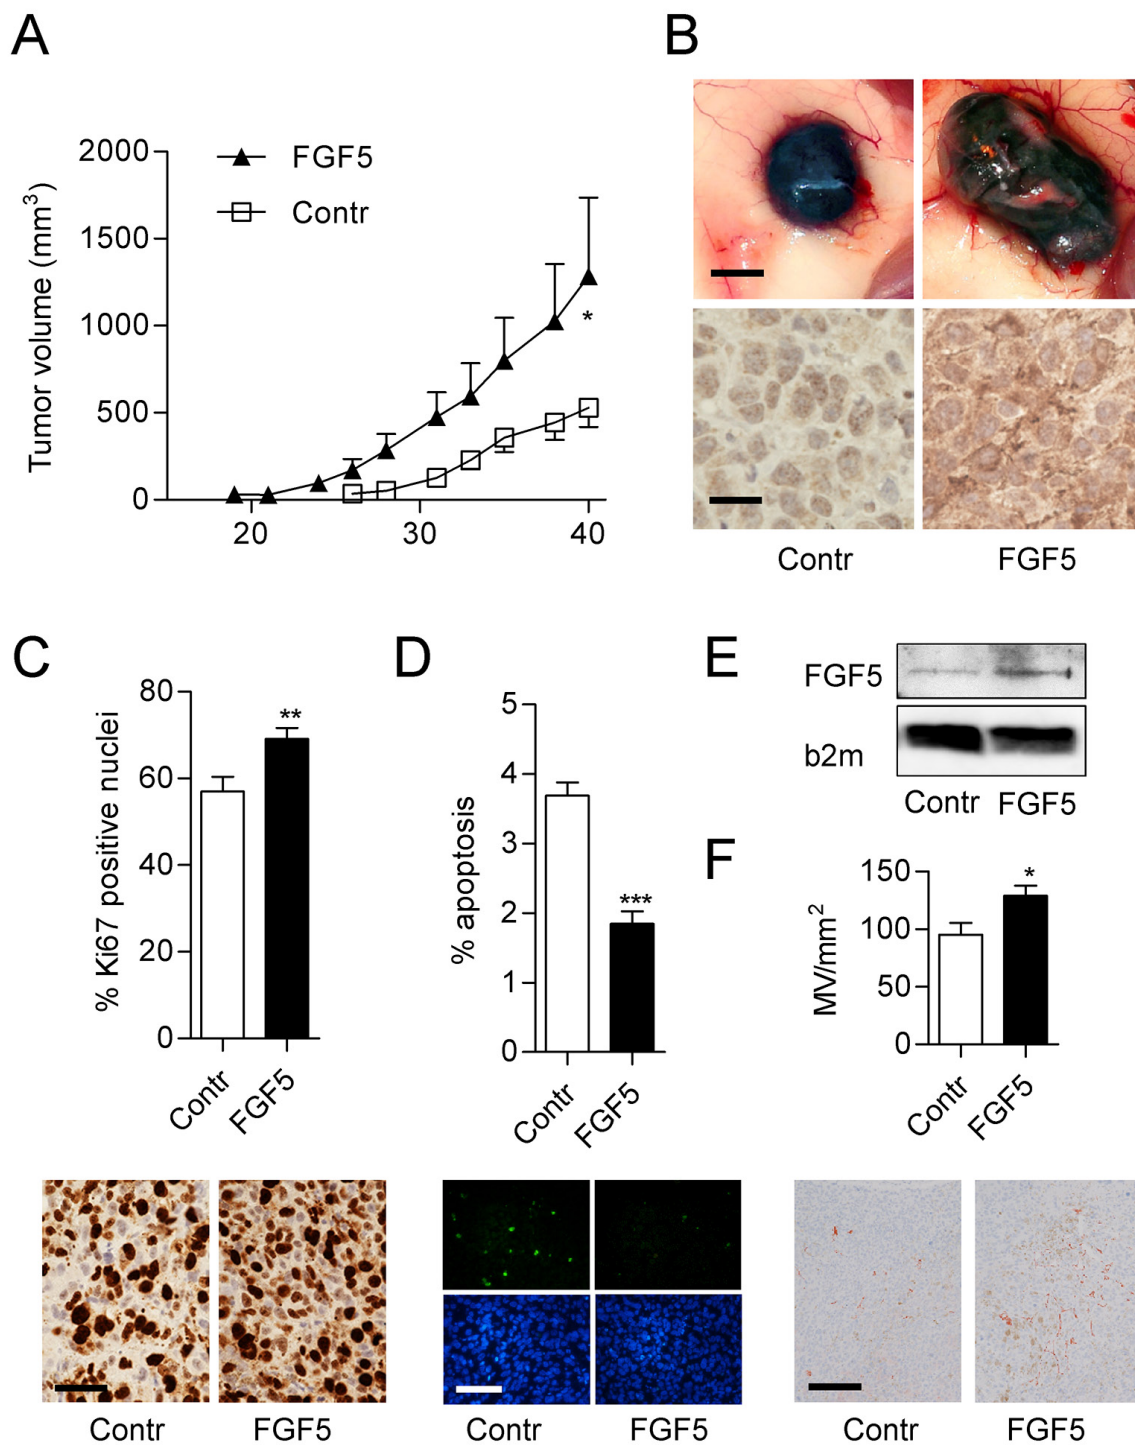 A
Tumor volume (mm³)
2000
1500
1000
500
0
20
30
40
FGF5
Contr
*
B
Contr
FGF5
C
% Ki67 positive nuclei
80
60
40
20
0
**
Contr
FGF5
Contr
FGF5
D
% apoptosis
5
4
3
2
1
0
***
Contr
FGF5
Contr
FGF5
E
FGF5
b2m
Contr
FGF5
F
MV/mm²
150
100
50
0
*
Contr
FGF5
Contr
FGF5